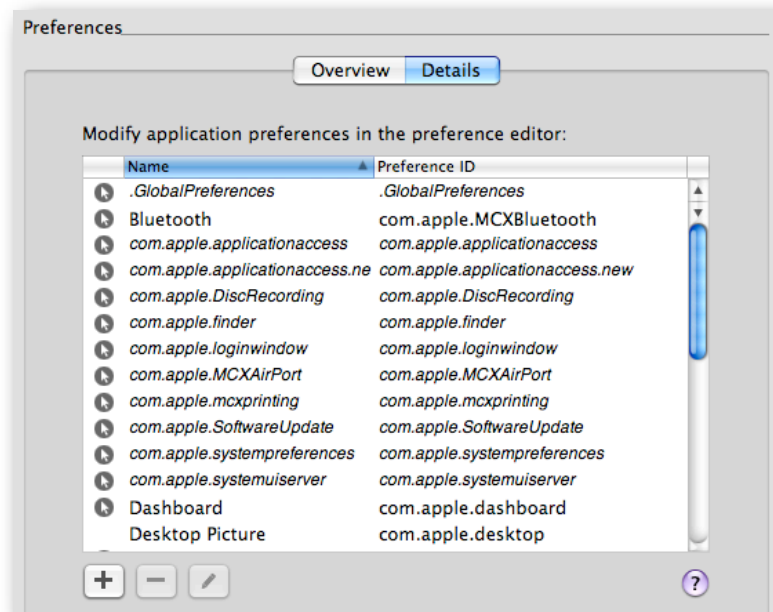 Preferences
Overview Details
Modify application preferences in the preference editor:
Name Preference ID
.GlobalPreferences .GlobalPreferences
Bluetooth com.apple.MCXBluetooth
com.apple.applicationaccess com.apple.applicationaccess
com.apple.applicationaccess.ne com.apple.applicationaccess.new
com.apple.DiscRecording com.apple.DiscRecording
com.apple.finder com.apple.finder
com.apple.loginwindow com.apple.loginwindow
com.apple.MCXAirPort com.apple.MCXAirPort
com.apple.mcxprinting com.apple.mcxprinting
com.apple.SoftwareUpdate com.apple.SoftwareUpdate
com.apple.systempreferences com.apple.systempreferences
com.apple.systemuiserver com.apple.systemuiserver
Dashboard com.apple.dashboard
Desktop Picture com.apple.desktop
+ − ?